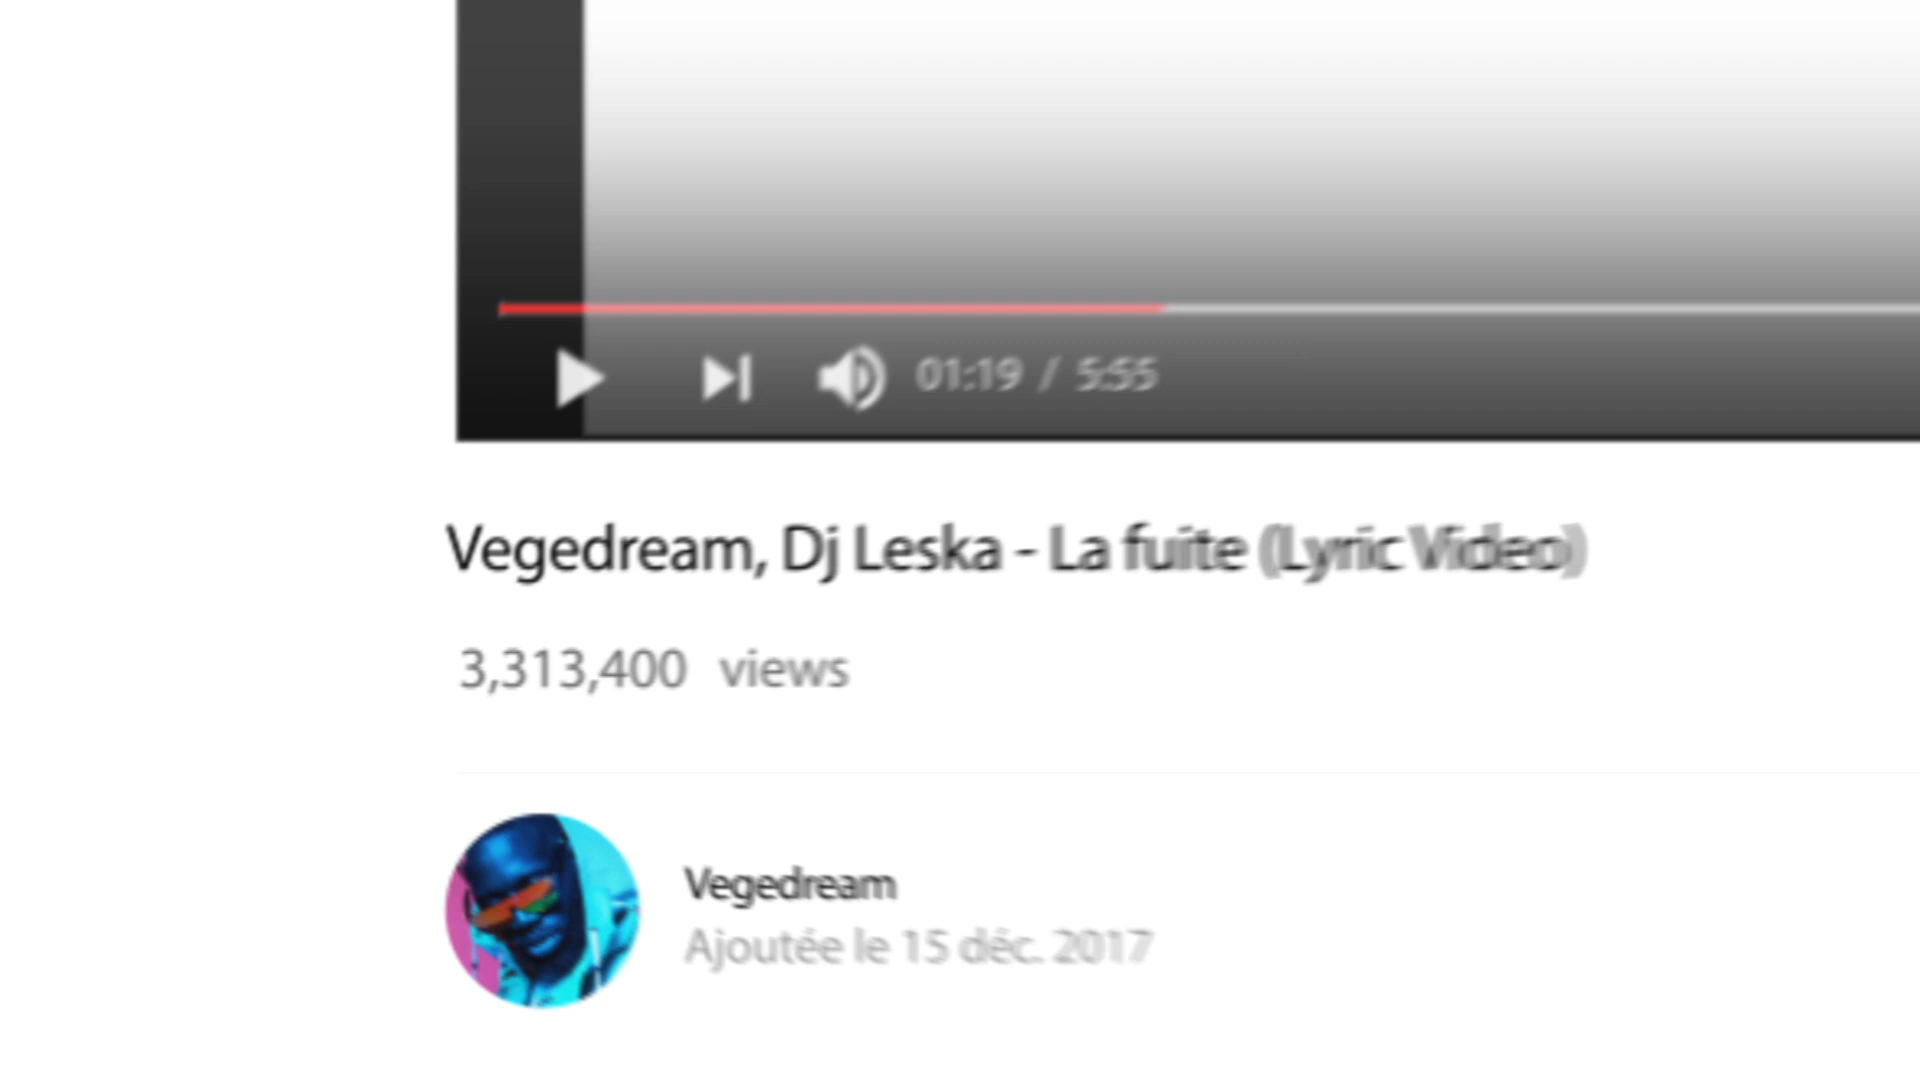 01:19 / 5:55
Vegedream, Dj Leska - La fuite (Lyric Video)
3,313,400 views
Vegedream
Ajoutée le 15 déc. 2017